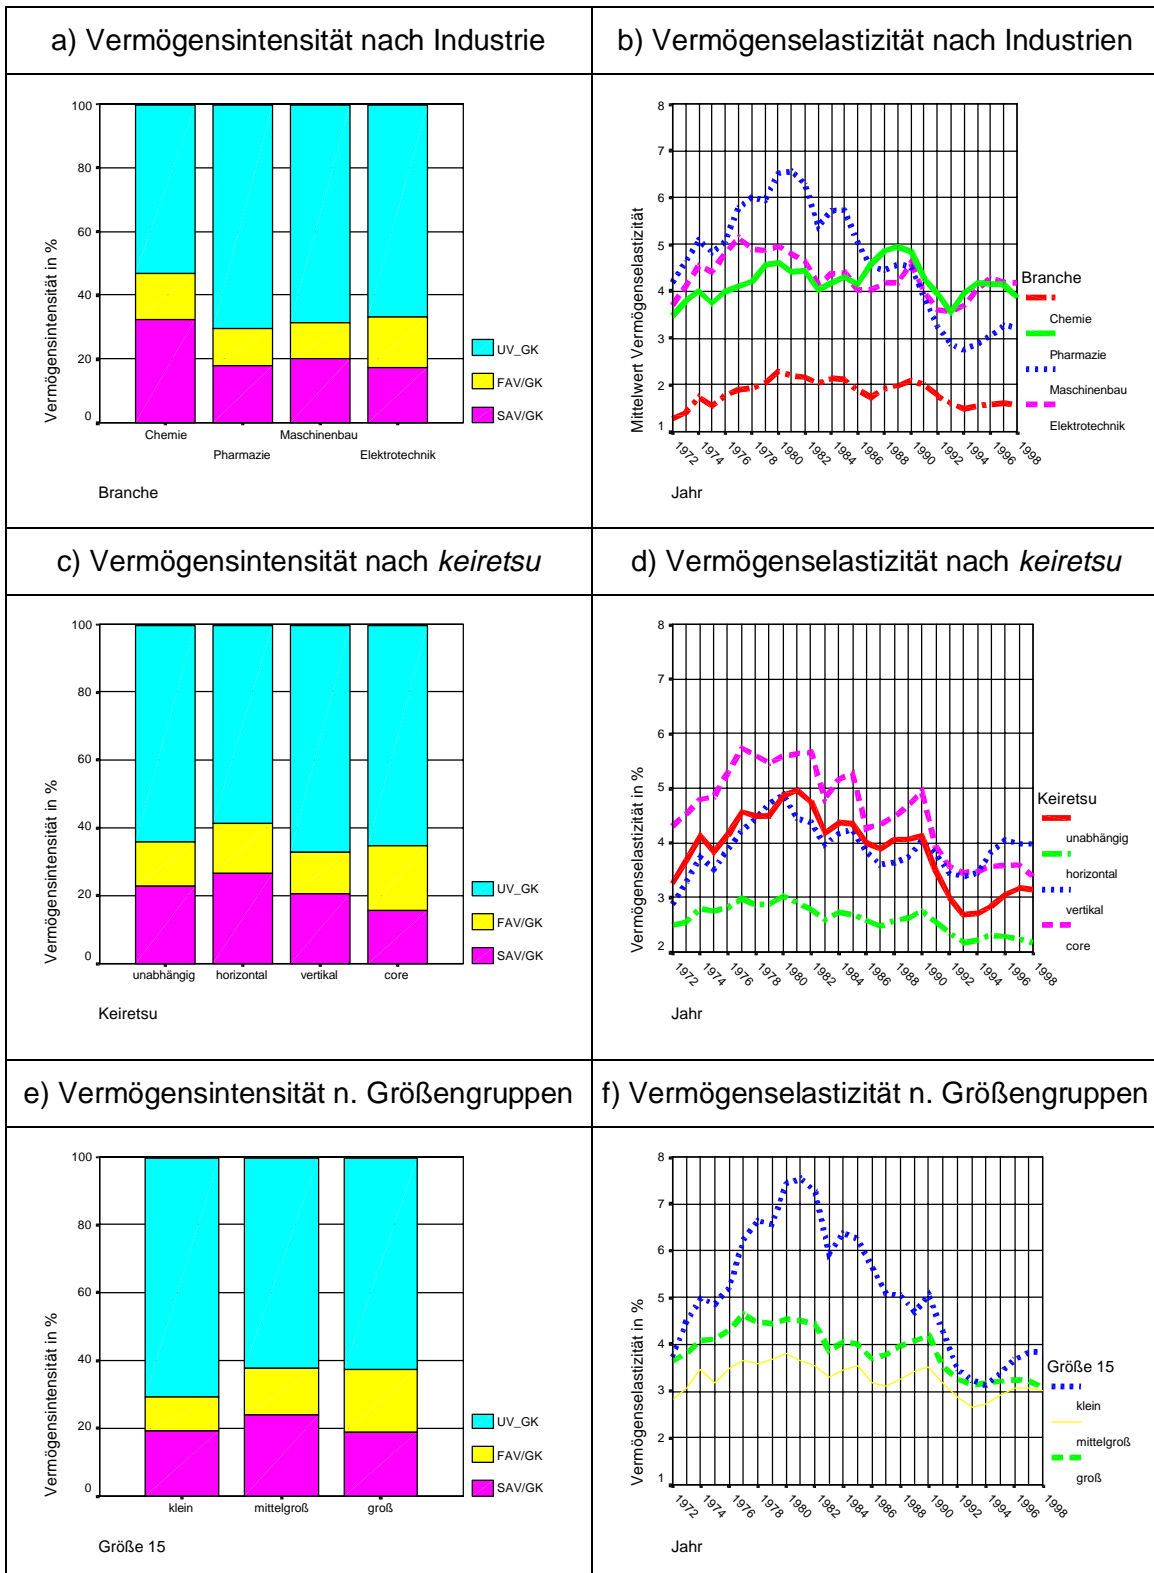 a) Vermögensintensität nach Industrie
b) Vermögenselastizität nach Industrien
Vermögensintensität in %
100
80
60
40
20
0
Chemie
Pharmazie
Maschinenbau
Elektrotechnik
Branche
UV_GK
FAV/GK
SAV/GK
Mittelwert Vermögenselastizität
8
7
6
5
4
3
2
1
1972
1974
1976
1978
1980
1982
1984
1986
1988
1990
1992
1994
1996
1998
Jahr
Branche
Chemie
Pharmazie
Maschinenbau
Elektrotechnik
c) Vermögensintensität nach keiretsu
d) Vermögenselastizität nach keiretsu
Vermögensintensität in %
100
80
60
40
20
0
unabhängig
horizontal
vertikal
core
Keiretsu
UV_GK
FAV/GK
SAV/GK
Vermögenselastizität in %
8
7
6
5
4
3
2
1972
1974
1976
1978
1980
1982
1984
1986
1988
1990
1992
1994
1996
1998
Jahr
Keiretsu
unabhängig
horizontal
vertikal
core
e) Vermögensintensität n. Größengruppen
f) Vermögenselastizität n. Größengruppen
Vermögensintensität in %
100
80
60
40
20
0
klein
mittelgroß
groß
Größe 15
UV_GK
FAV/GK
SAV/GK
Vermögenselastizität in %
8
7
6
5
4
3
2
1
1972
1974
1976
1978
1980
1982
1984
1986
1988
1990
1992
1994
1996
1998
Jahr
Größe 15
klein
mittelgroß
groß